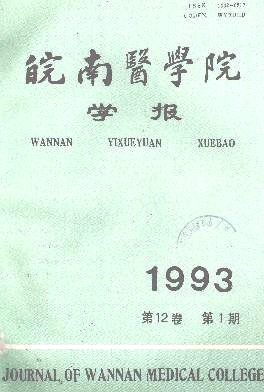 皖南醫學院
学报
WANNAN YIXUEYUAN XUEBAO
1993
第12卷 第1期
JOURNAL OF WANNAN MEDICAL COLLEGE